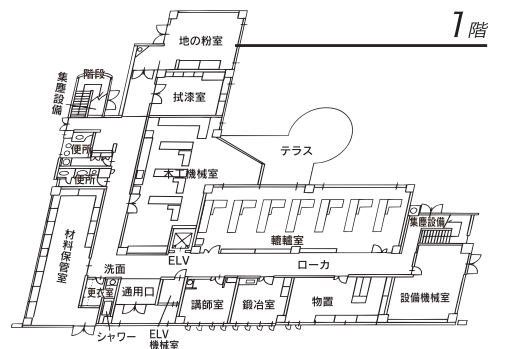 1階
地の粉室
階段
集塵設備
拭漆室
便所
テラス
木工機械室
便所
集塵設備
轆轤室
材料保管室
ELV
ローカ
洗面
更衣室
通用口
講師室
鍛冶室
物置
設備機械室
シャワー
ELV
機械室